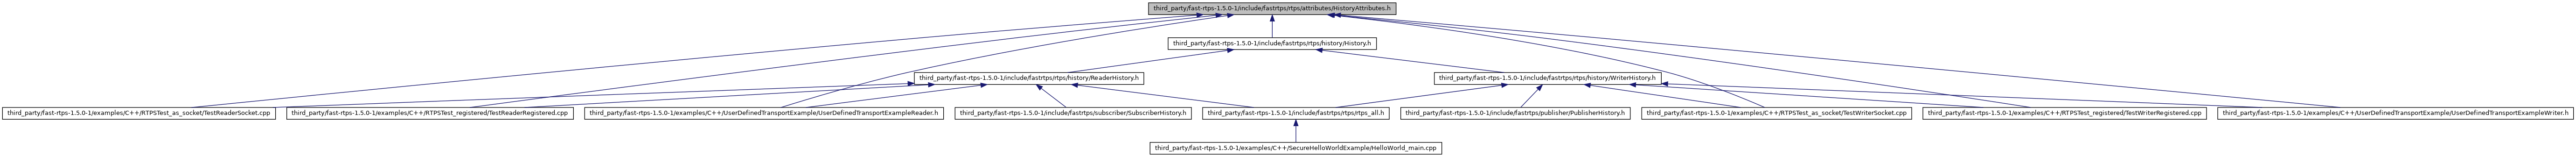 third_party/fast-rtps-1.5.0-1/include/fastrtps/rtps/attributes/HistoryAttributes.h
third_party/fast-rtps-1.5.0-1/include/fastrtps/rtps/history/History.h
third_party/fast-rtps-1.5.0-1/include/fastrtps/rtps/history/ReaderHistory.h
third_party/fast-rtps-1.5.0-1/include/fastrtps/rtps/history/WriterHistory.h
third_party/fast-rtps-1.5.0-1/examples/C++/RTPSTest_as_socket/TestReaderSocket.cpp
third_party/fast-rtps-1.5.0-1/examples/C++/RTPSTest_registered/TestReaderRegistered.cpp
third_party/fast-rtps-1.5.0-1/examples/C++/UserDefinedTransportExample/UserDefinedTransportExampleReader.h
third_party/fast-rtps-1.5.0-1/include/fastrtps/subscriber/SubscriberHistory.h
third_party/fast-rtps-1.5.0-1/include/fastrtps/rtps/rtps_all.h
third_party/fast-rtps-1.5.0-1/include/fastrtps/publisher/PublisherHistory.h
third_party/fast-rtps-1.5.0-1/examples/C++/RTPSTest_as_socket/TestWriterSocket.cpp
third_party/fast-rtps-1.5.0-1/examples/C++/RTPSTest_registered/TestWriterRegistered.cpp
third_party/fast-rtps-1.5.0-1/examples/C++/UserDefinedTransportExample/UserDefinedTransportExampleWriter.h
third_party/fast-rtps-1.5.0-1/examples/C++/SecureHelloWorldExample/HelloWorld_main.cpp